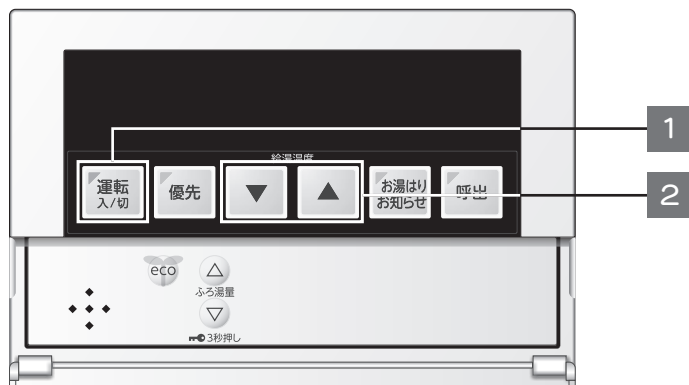 給湯温度
運転
入/切
優先
▼
▲
お湯はり
お知らせ
呼出
1
2
eco
△
ふろ湯量
▽
3秒押し